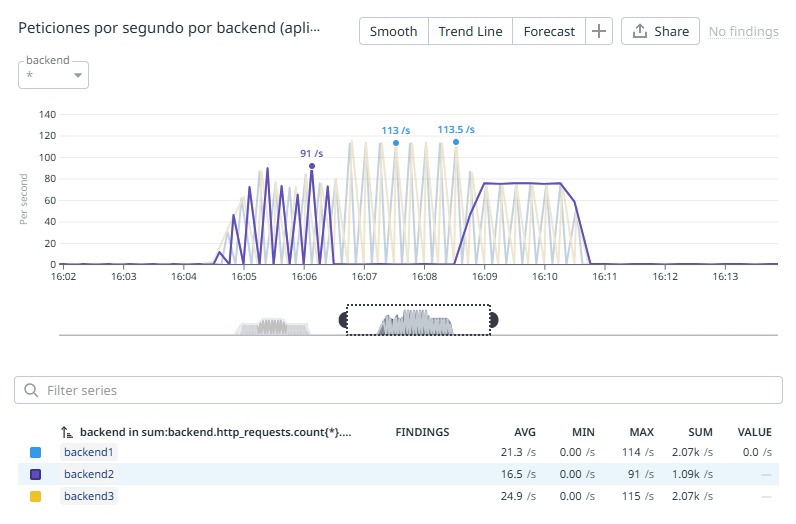 Peticiones por segundo por backend (apli...
Smooth Trend Line Forecast + Share No findings
backend
*
140
120
100
80
60
40
20
0
Per second
91 /s
113 /s
113.5 /s
16:02 16:03 16:04 16:05 16:06 16:07 16:08 16:09 16:10 16:11 16:12 16:13
Filter series
backend in sum:backend.http_requests.count{*}.... FINDINGS AVG MIN MAX SUM VALUE
backend1 21.3 /s 0.00 /s 114 /s 2.07k /s 0.0 /s
backend2 16.5 /s 0.00 /s 91 /s 1.09k /s —
backend3 24.9 /s 0.00 /s 115 /s 2.07k /s —